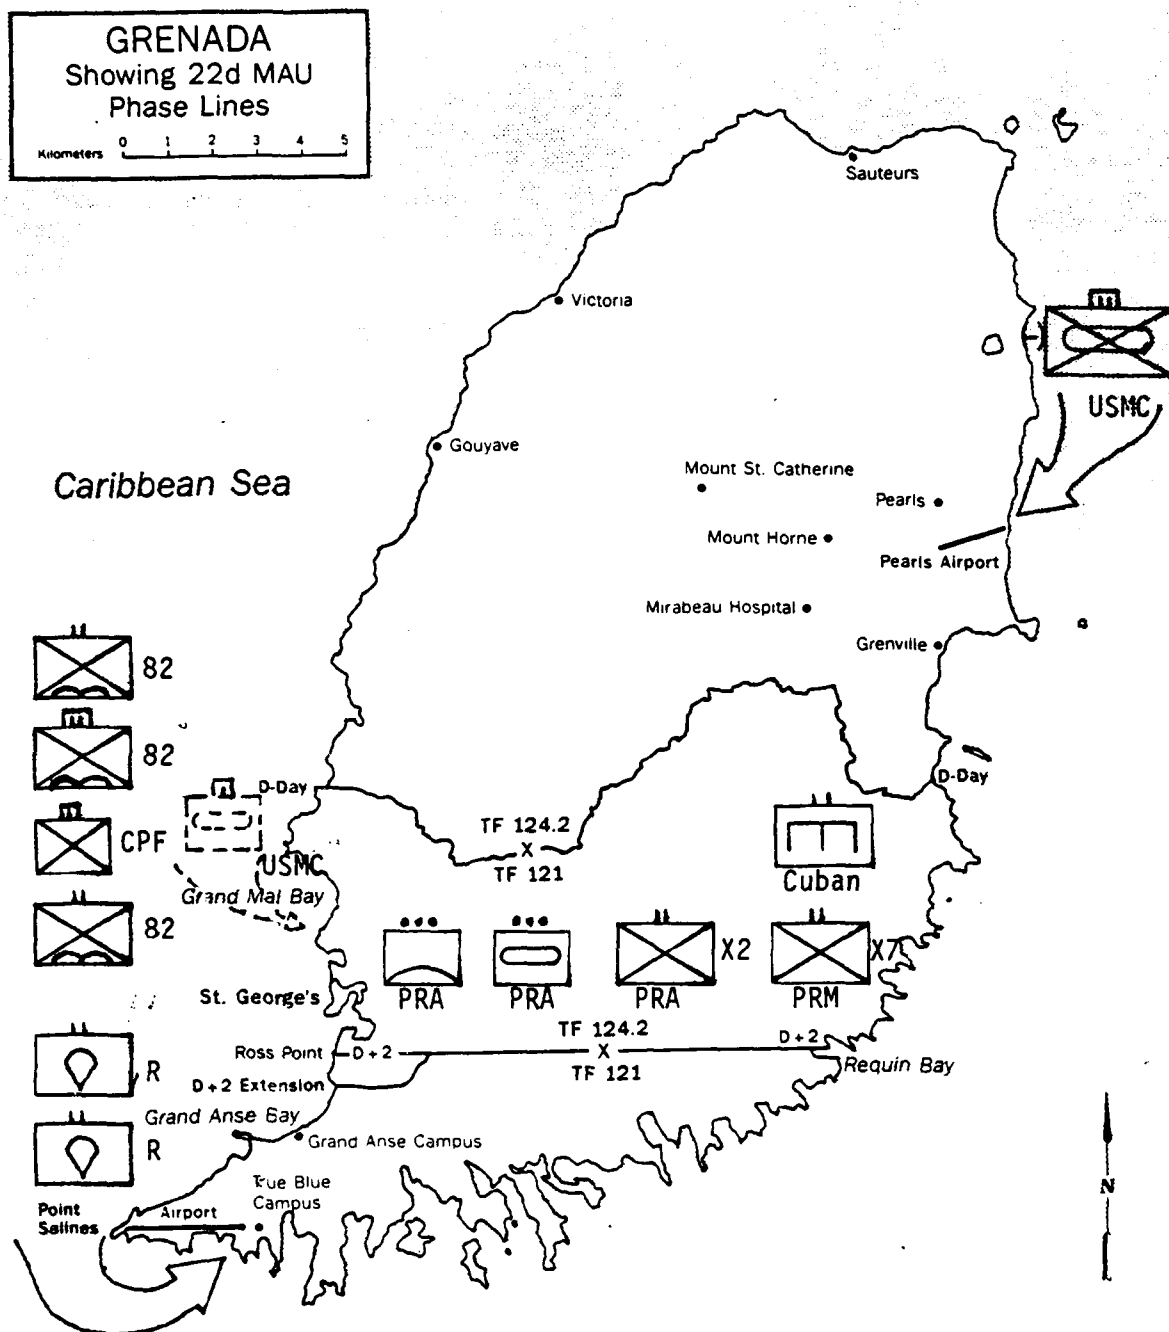 GRENADA
Showing 22d MAU
Phase Lines
Kilometers 0 1 2 3 4 5
Sauteurs
Victoria
USMC
Gouyave
Caribbean Sea
Mount St. Catherine
Pearls
Mount Horne
Pearls Airport
Mirabeau Hospital
Grenville
82
82
D-Day
D-Day
TF 124.2
X
TF 121
CPF
USMC
Cuban
Grand Mal Bay
82
X2
X7
PRA
PRA
PRA
PRM
St. George's
TF 124.2
X
TF 121
D+2
Ross Point
D+2
Requin Bay
R
D+2 Extension
Grand Anse Bay
Grand Anse Campus
R
True Blue
Campus
Point
Salines
Airport
N